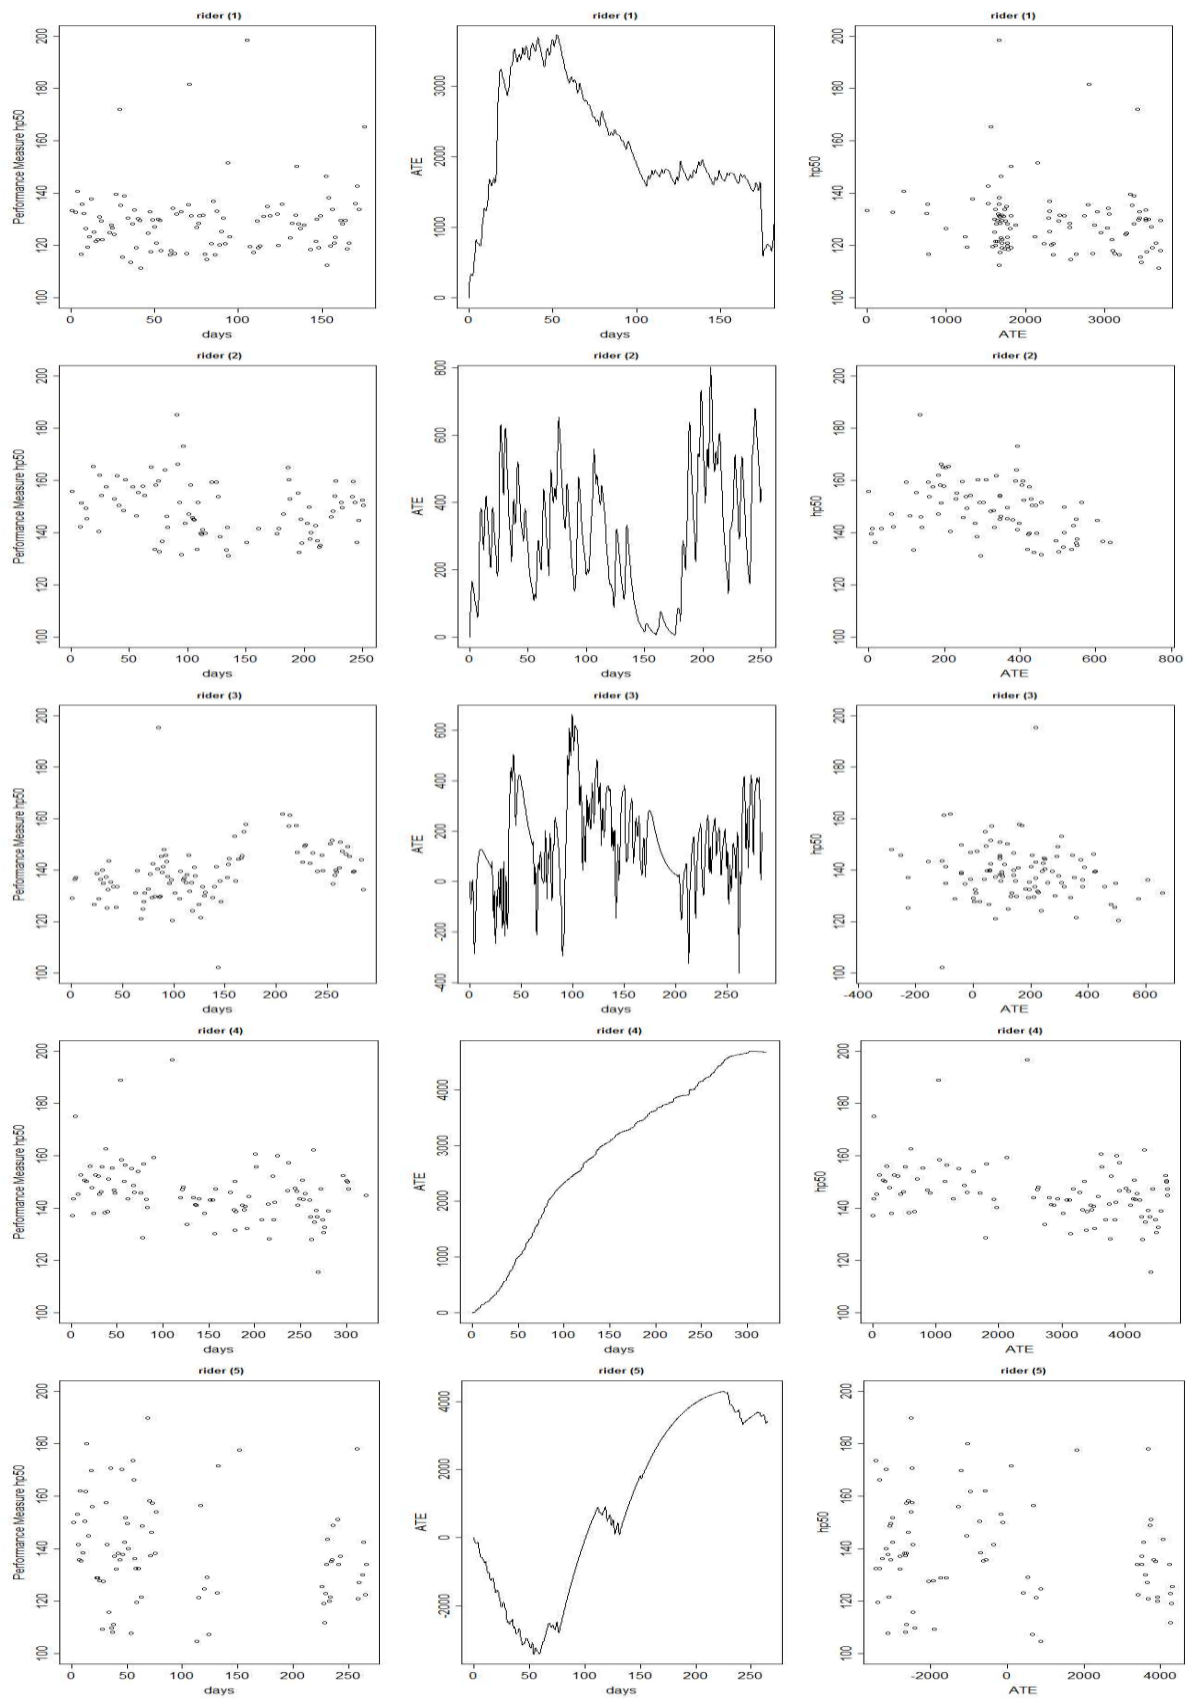 rider (1) rider (1) rider (1)
Performance Measure hp50
100 120 140 160 180 200
0 50 100 150
days
ATE
0 1000 2000 3000
0 50 100 150
days
hp50
100 120 140 160 180 200
0 1000 2000 3000
ATE
rider (2) rider (2) rider (2)
Performance Measure hp50
100 120 140 160 180 200
0 50 100 150 200 250
days
ATE
0 200 400 600 800
0 50 100 150 200 250
days
hp50
100 120 140 160 180 200
0 200 400 600 800
ATE
rider (3) rider (3) rider (3)
Performance Measure hp50
100 120 140 160 180 200
0 50 100 150 200 250
days
ATE
-400 -200 0 200 400 600
0 50 100 150 200 250
days
hp50
100 120 140 160 180 200
-400 -200 0 200 400 600
ATE
rider (4) rider (4) rider (4)
Performance Measure hp50
100 120 140 160 180 200
0 50 100 150 200 250 300
days
ATE
0 1000 2000 3000 4000
0 50 100 150 200 250 300
days
hp50
100 120 140 160 180 200
0 1000 2000 3000 4000
ATE
rider (5) rider (5) rider (5)
Performance Measure hp50
100 120 140 160 180 200
0 50 100 150 200 250
days
ATE
-2000 0 2000 4000
0 50 100 150 200 250
days
hp50
100 120 140 160 180 200
-2000 0 2000 4000
ATE